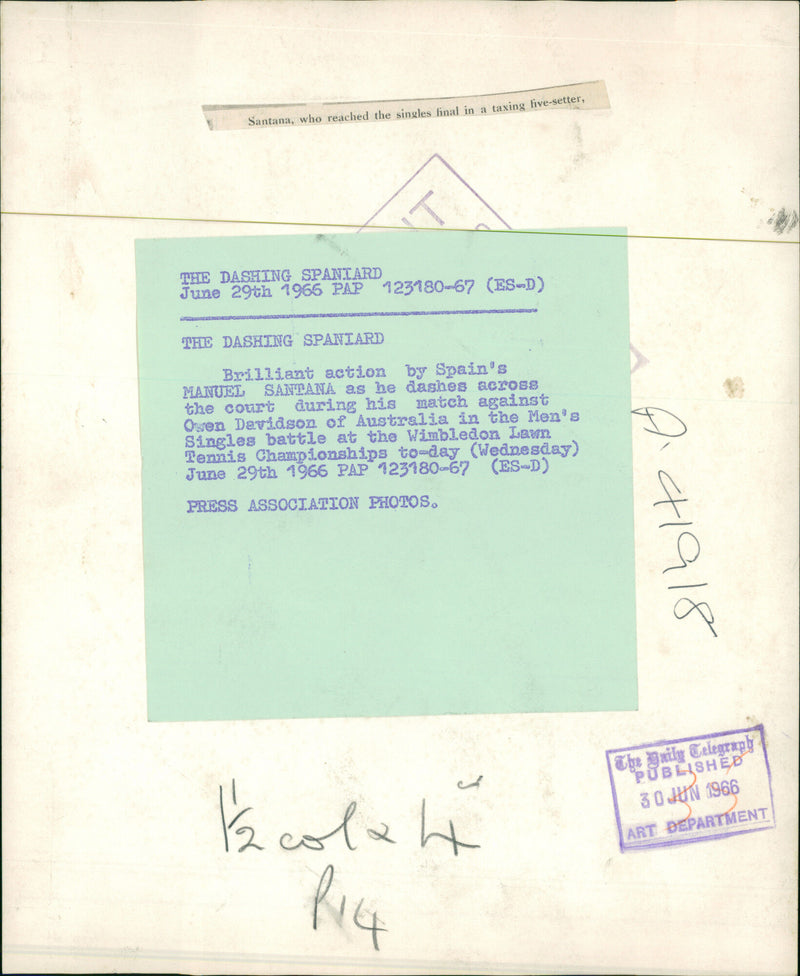 Santana, who reached the singles final in a taxing five-setter,
THE DASHING SPANIARD
June 29th 1966 PAP 123180-67 (ES-D)
THE DASHING SPANIARD
Brilliant action by Spain's
MANUEL SANTANA as he dashes across
the court during his match against
Owen Davidson of Australia in the Men's
Singles battle at the Wimbledon Lawn
Tennis Championships to-day (Wednesday)
June 29th 1966 PAP 123180-67 (ES-D)
PRESS ASSOCIATION PHOTOS.
A.41918
The Daily Telegraph
PUBLISHED
30 JUN 1966
ART DEPARTMENT
1½ col x 4"
P14